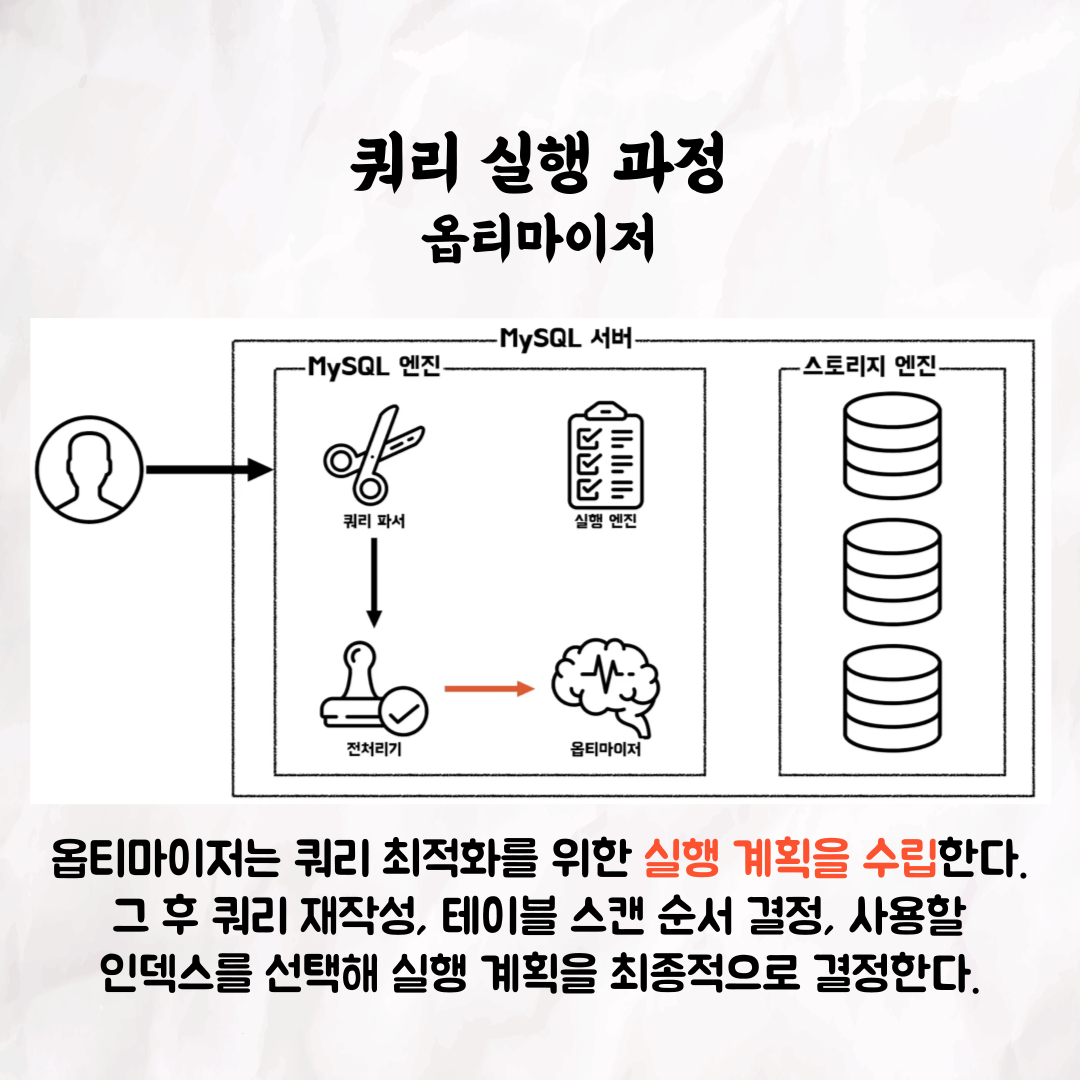 쿼리 실행 과정
옵티마이저
MySQL 서버
MySQL 엔진
스토리지 엔진
쿼리 파서
실행 엔진
전처리기
옵티마이저
옵티마이저는 쿼리 최적화를 위한 실행 계획을 수립한다.
그 후 쿼리 재작성, 테이블 스캔 순서 결정, 사용할
인덱스를 선택해 실행 계획을 최종적으로 결정한다.